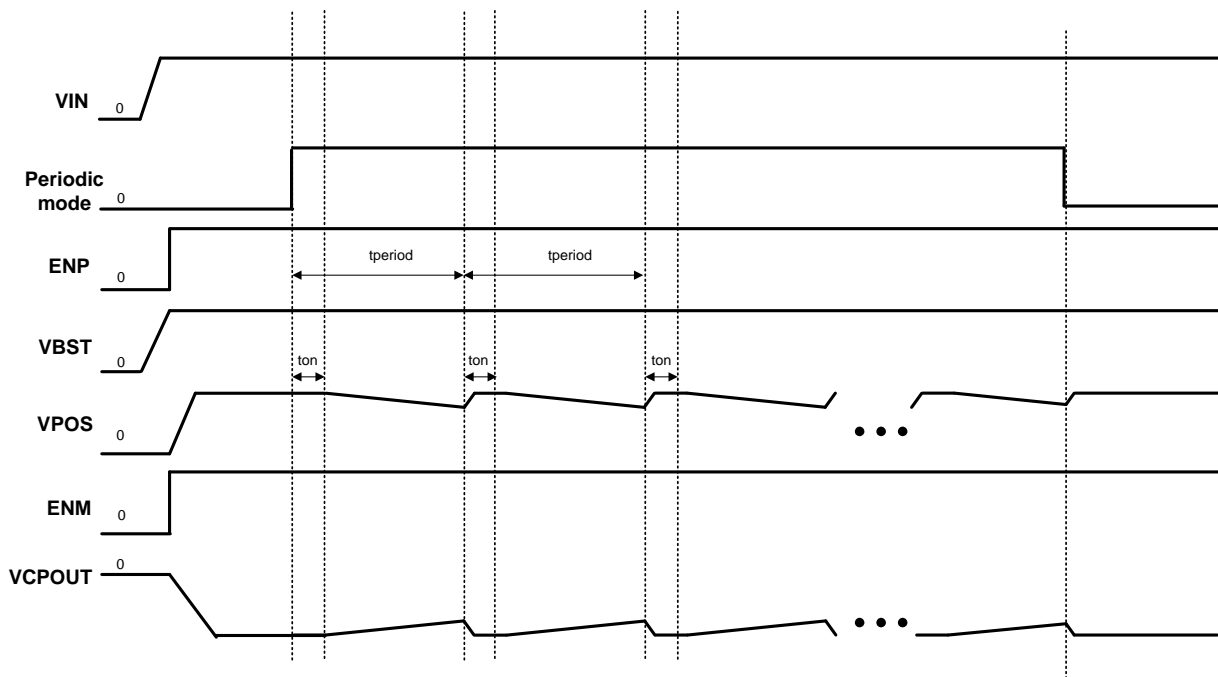 VIN
0
Periodic
mode
0
ENP
0
tperiod
tperiod
VBST
0
ton
ton
ton
VPOS
0
ENM
0
VCPOUT
0